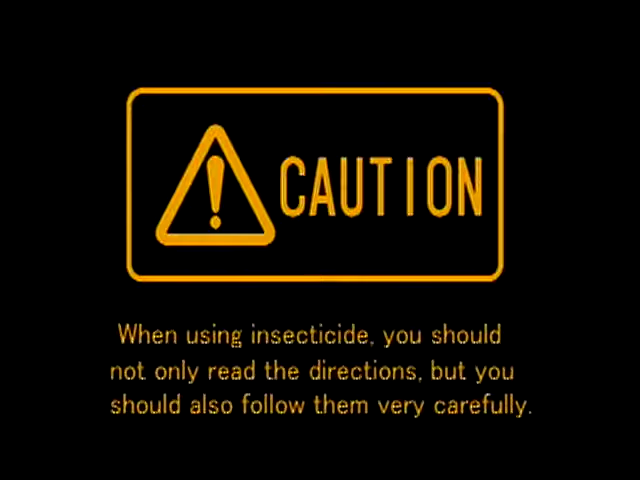 CAUTION
When using insecticide, you should
not only read the directions, but you
should also follow them very carefully.